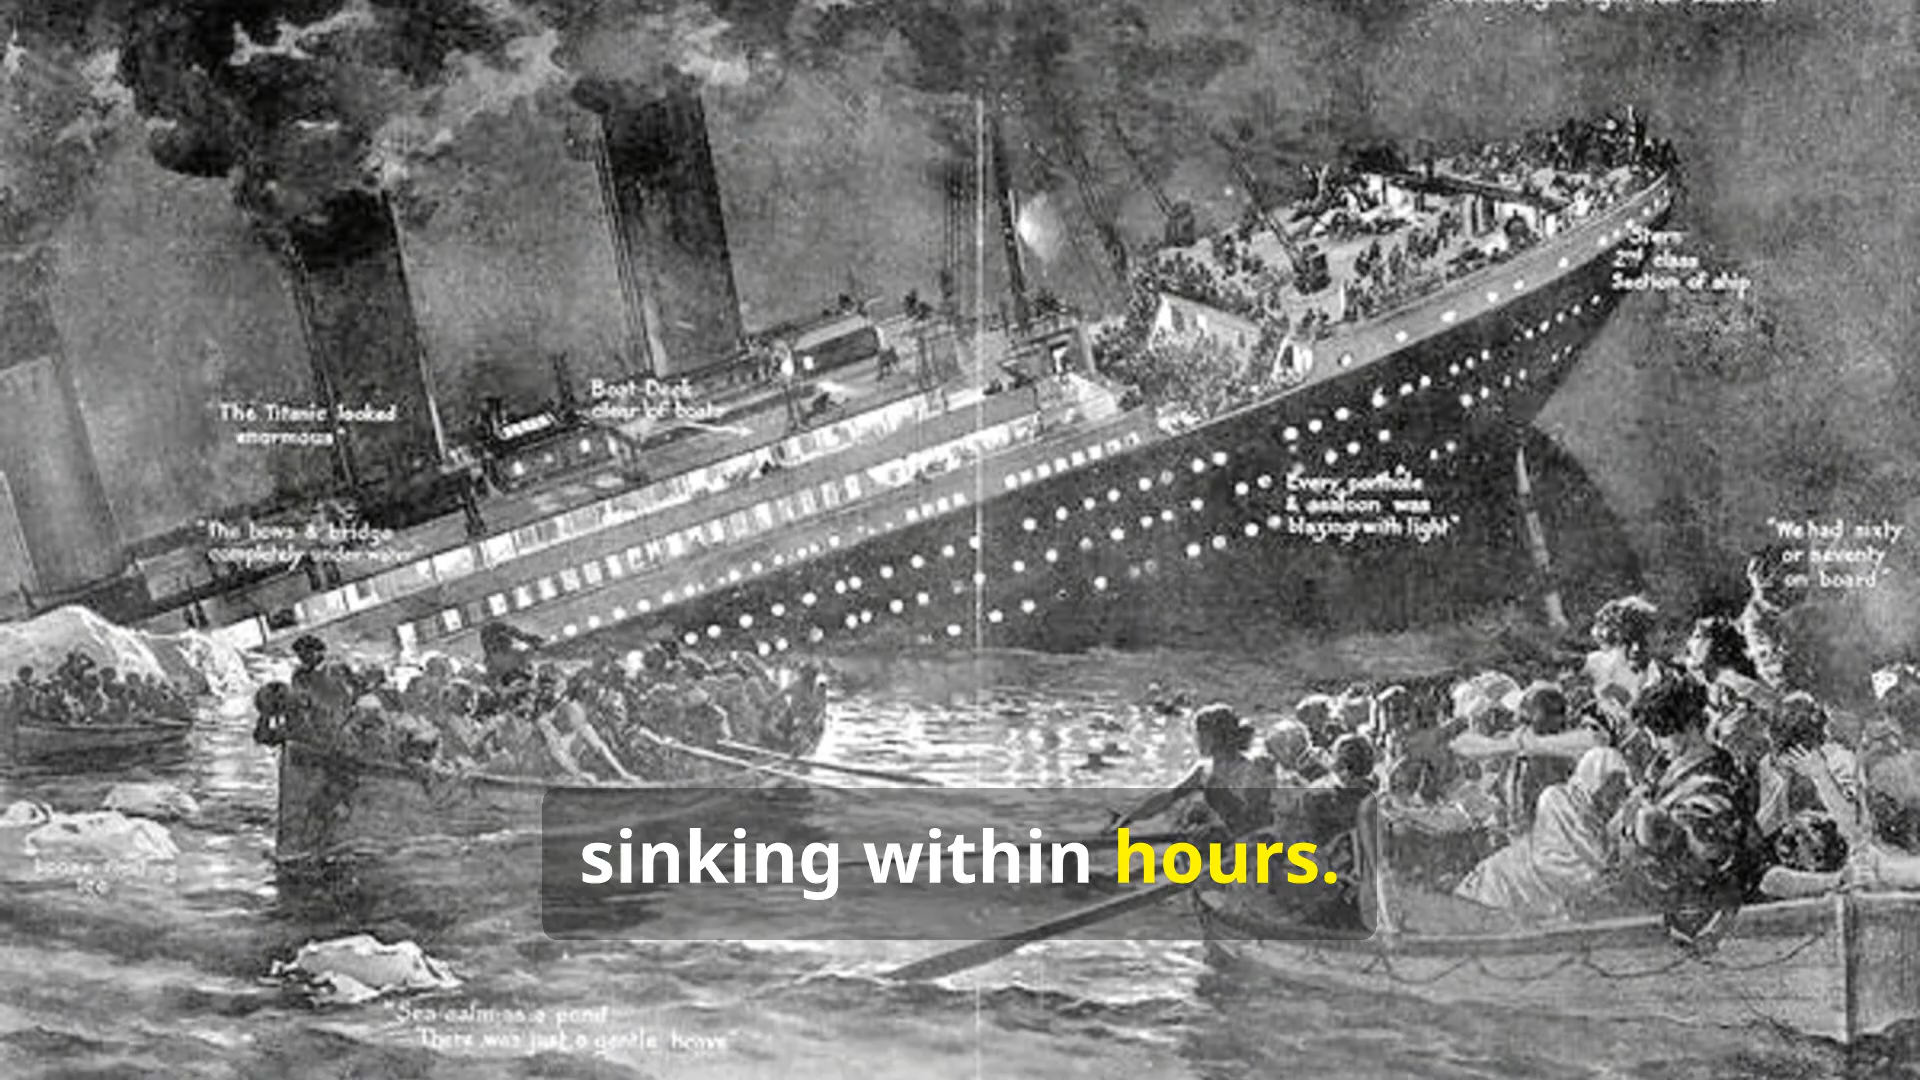 Stern
2nd class
Section of ship
"The Titanic looked
enormous"
Boat Deck
clear of boats
Every porthole
& saloon was
blazing with light"
"The bows & bridge
completely under water"
"We had sixty
or seventy
on board"
sinking within hours.
ice
"Sea calm as a pond
There was just a gentle heave"